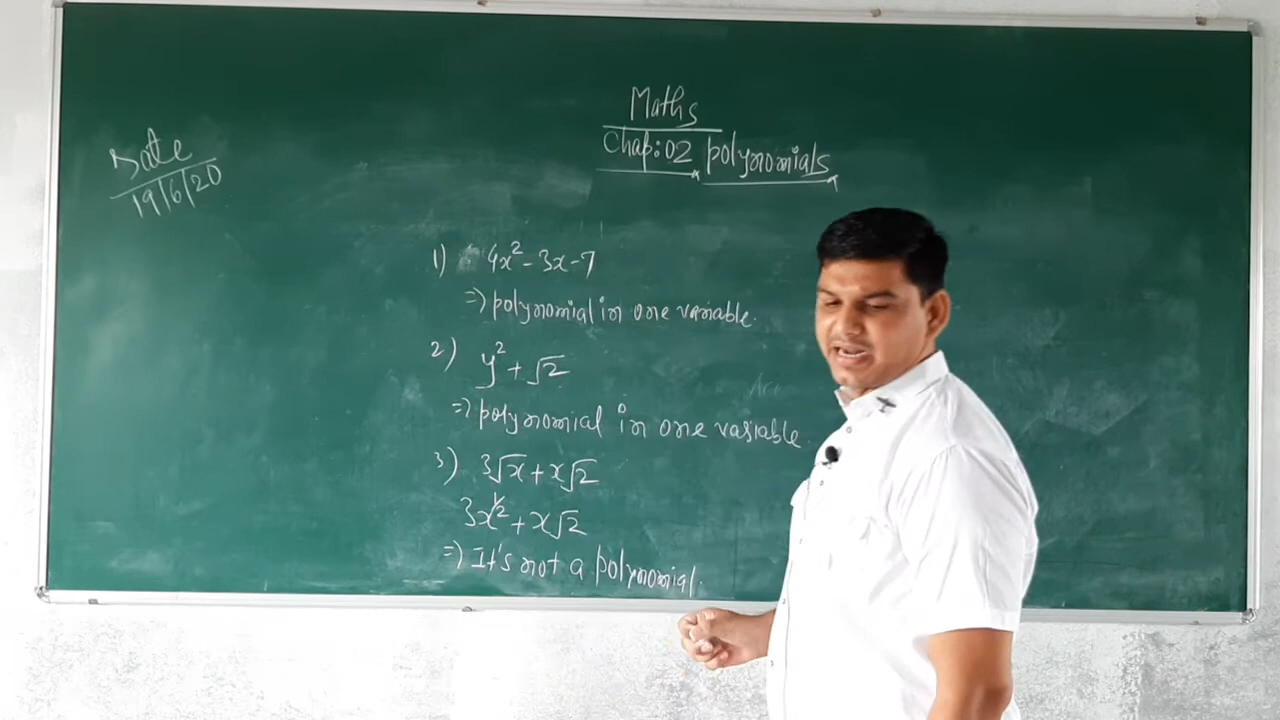 Maths
Chap:02 polynomials
Date
19/6/20
1) 4x²-3x-7
=) polynomial in one variable.
2) y²+√2
=) polynomial in one variable
3) 3√x+x√2
3x^1/2+x√2
=) It's not a polynomial.